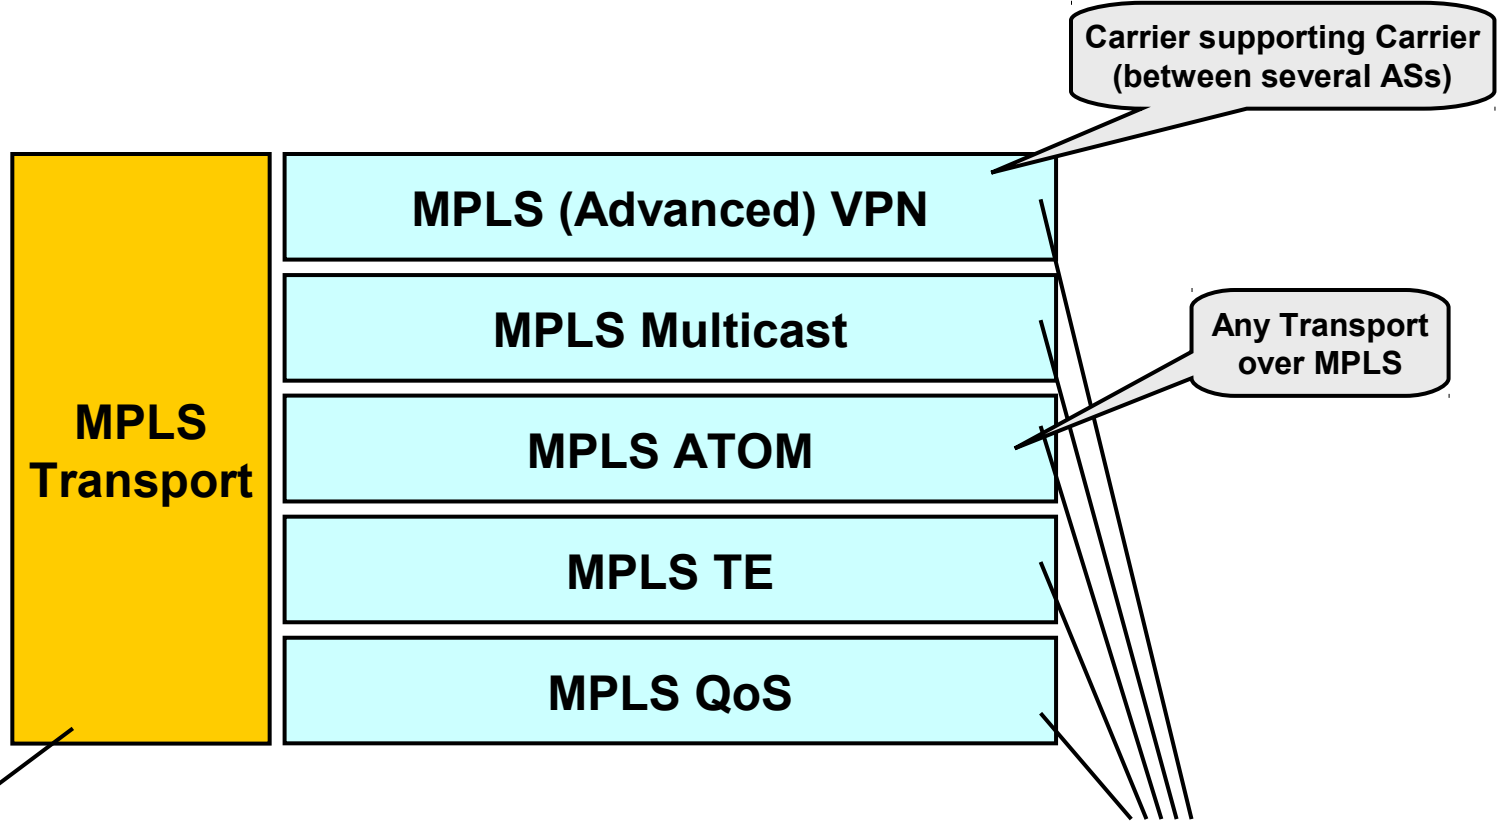 Carrier supporting Carrier
(between several ASs)
MPLS (Advanced) VPN
MPLS Multicast
Any Transport
over MPLS
MPLS
Transport
MPLS ATOM
MPLS TE
MPLS QoS